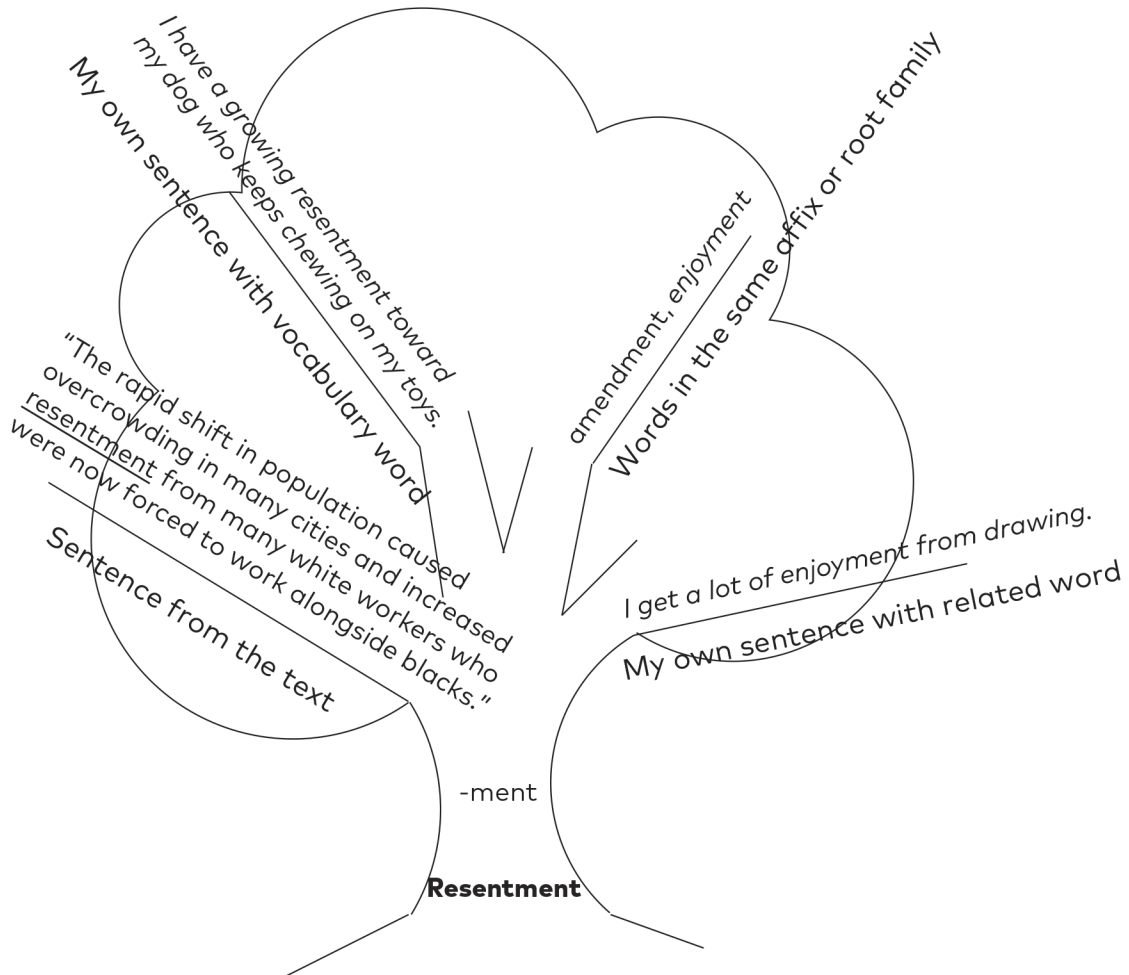 I have a growing resentment toward
my dog who keeps chewing on my toys.
My own sentence with vocabulary word
"The rapid shift in population caused
overcrowding in many cities and increased
resentment from many white workers who
were now forced to work alongside blacks."
Sentence from the text
amendment, enjoyment
Words in the same affix or root family
I get a lot of enjoyment from drawing.
My own sentence with related word
-ment
Resentment